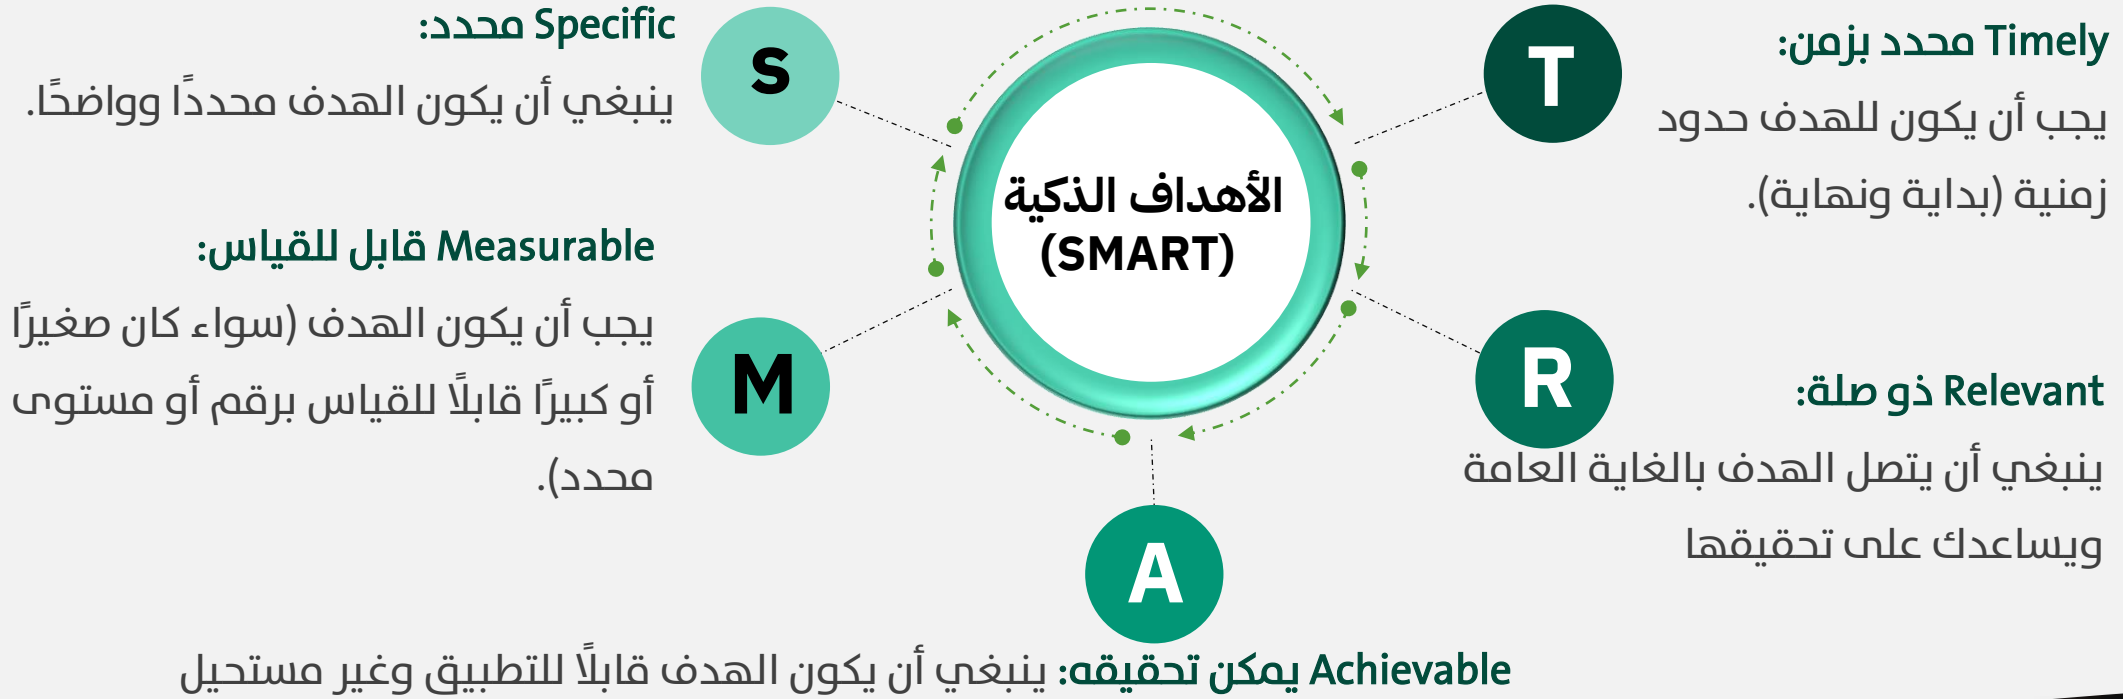 الأهداف الذكية
(SMART)
S
Specific محدد:
ينبغي أن يكون الهدف محددًا وواضحًا.
M
Measurable قابل للقياس:
يجب أن يكون الهدف (سواء كان صغيرًا
أو كبيرًا قابلًا للقياس برقم أو مستوى
محدد).
A
Achievable يمكن تحقيقه: ينبغي أن يكون الهدف قابلًا للتطبيق وغير مستحيل
R
Relevant ذو صلة:
ينبغي أن يتصل الهدف بالغاية العامة
ويساعدك على تحقيقها
T
Timely محدد بزمن:
يجب أن يكون للهدف حدود
زمنية (بداية ونهاية).